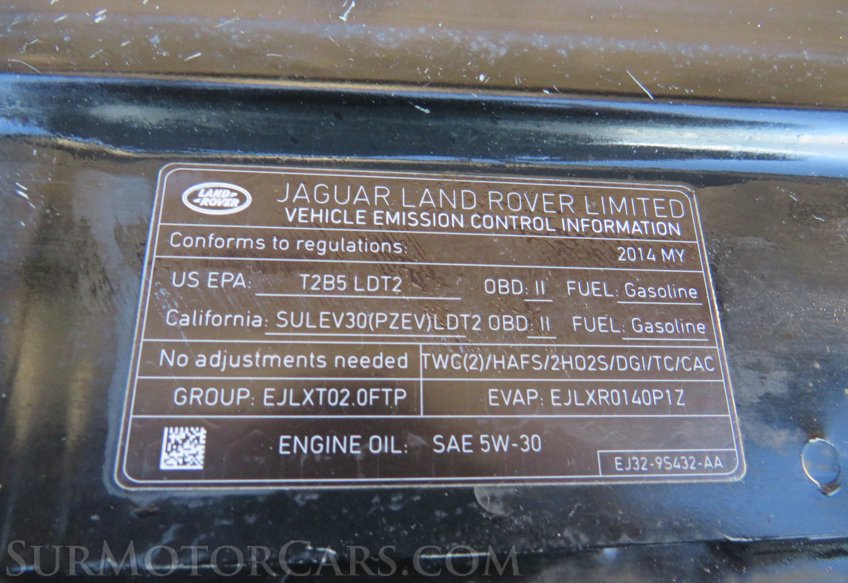 LAND ROVER
JAGUAR LAND ROVER LIMITED
VEHICLE EMISSION CONTROL INFORMATION
Conforms to regulations: 2014 MY
US EPA: T2B5 LDT2 OBD: II FUEL: Gasoline
California: SULEV30(PZEV)LDT2 OBD: II FUEL: Gasoline
No adjustments needed TWC(2)/HAFS/2HO2S/DGI/TC/CAC
GROUP: EJLXT02.0FTP EVAP: EJLXR0140P1Z
ENGINE OIL: SAE 5W-30
EJ32-9S432-AA
SurMotorCars.com